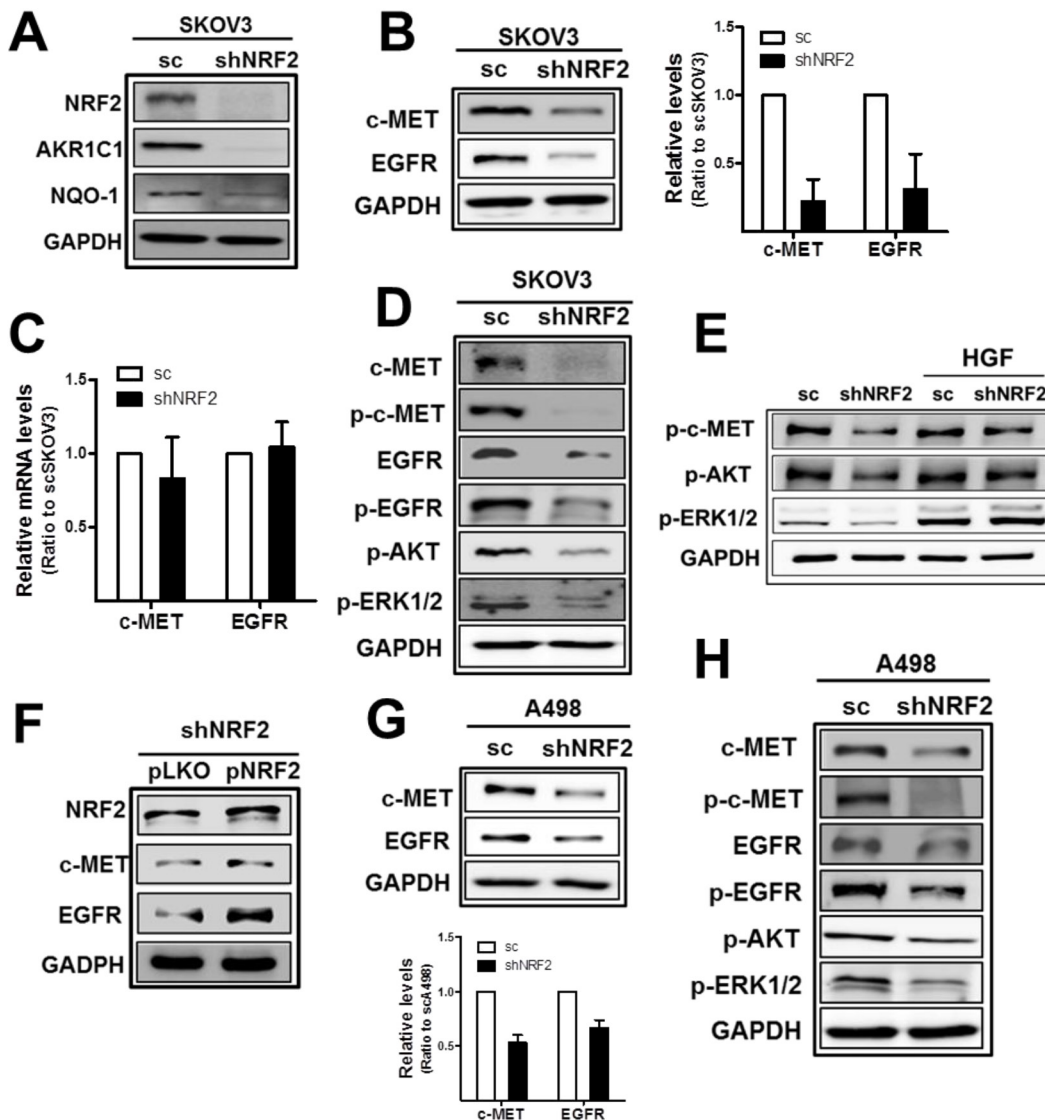 A
SKOV3
sc shNRF2
NRF2
AKR1C1
NQO-1
GAPDH
B
SKOV3
sc shNRF2
c-MET
EGFR
GAPDH
Relative levels
(Ratio to scSKOV3)
1.5
1.0
0.5
sc
shNRF2
c-MET EGFR
C
Relative mRNA levels
(Ratio to scSKOV3)
1.5
1.0
0.5
sc
shNRF2
c-MET EGFR
D
SKOV3
sc shNRF2
c-MET
p-c-MET
EGFR
p-EGFR
p-AKT
p-ERK1/2
GAPDH
E
HGF
sc shNRF2 sc shNRF2
p-c-MET
p-AKT
p-ERK1/2
GAPDH
F
shNRF2
pLKO pNRF2
NRF2
c-MET
EGFR
GADPH
G
A498
sc shNRF2
c-MET
EGFR
GAPDH
Relative levels
(Ratio to scA498)
1.5
1.0
0.5
sc
shNRF2
c-MET EGFR
H
A498
sc shNRF2
c-MET
p-c-MET
EGFR
p-EGFR
p-AKT
p-ERK1/2
GAPDH